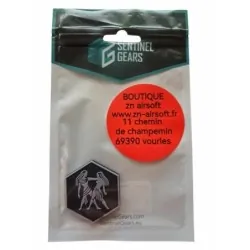 SENTINEL
GEARS
BOUTIQUE
zn airsoft
www.zn-airsoft.fr
11 chemin
de champemin
69390 vourles